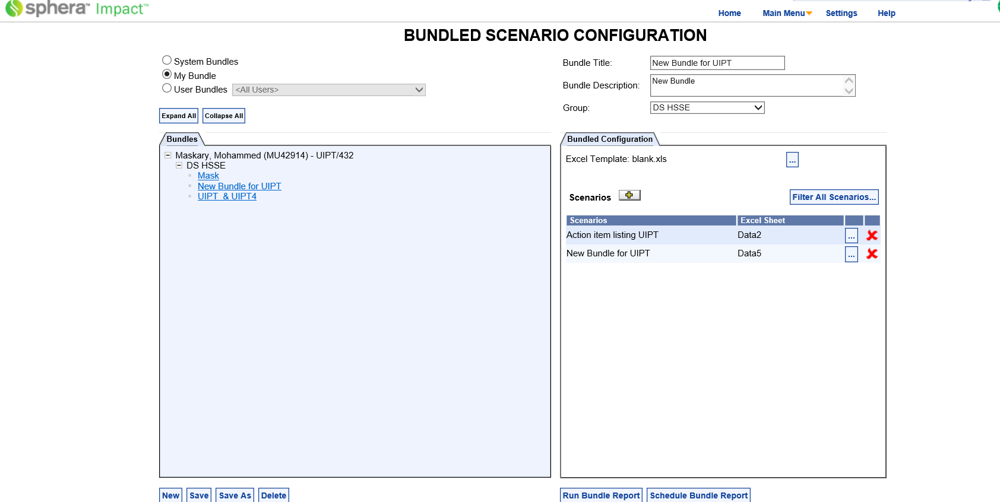 sphera™ Impact™
Home Main Menu Settings Help
BUNDLED SCENARIO CONFIGURATION
System Bundles
My Bundle
User Bundles <All Users>
Expand All Collapse All
Bundle Title: New Bundle for UIPT
Bundle Description: New Bundle
Group: DS HSSE
Bundles
Maskary, Mohammed (MU42914) - UIPT/432
DS HSSE
Mask
New Bundle for UIPT
UIPT & UIPT4
Bundled Configuration
Excel Template: blank.xls ...
Scenarios Filter All Scenarios...
Scenarios Excel Sheet
Action item listing UIPT Data2 ...
New Bundle for UIPT Data5 ...
New Save Save As Delete
Run Bundle Report Schedule Bundle Report